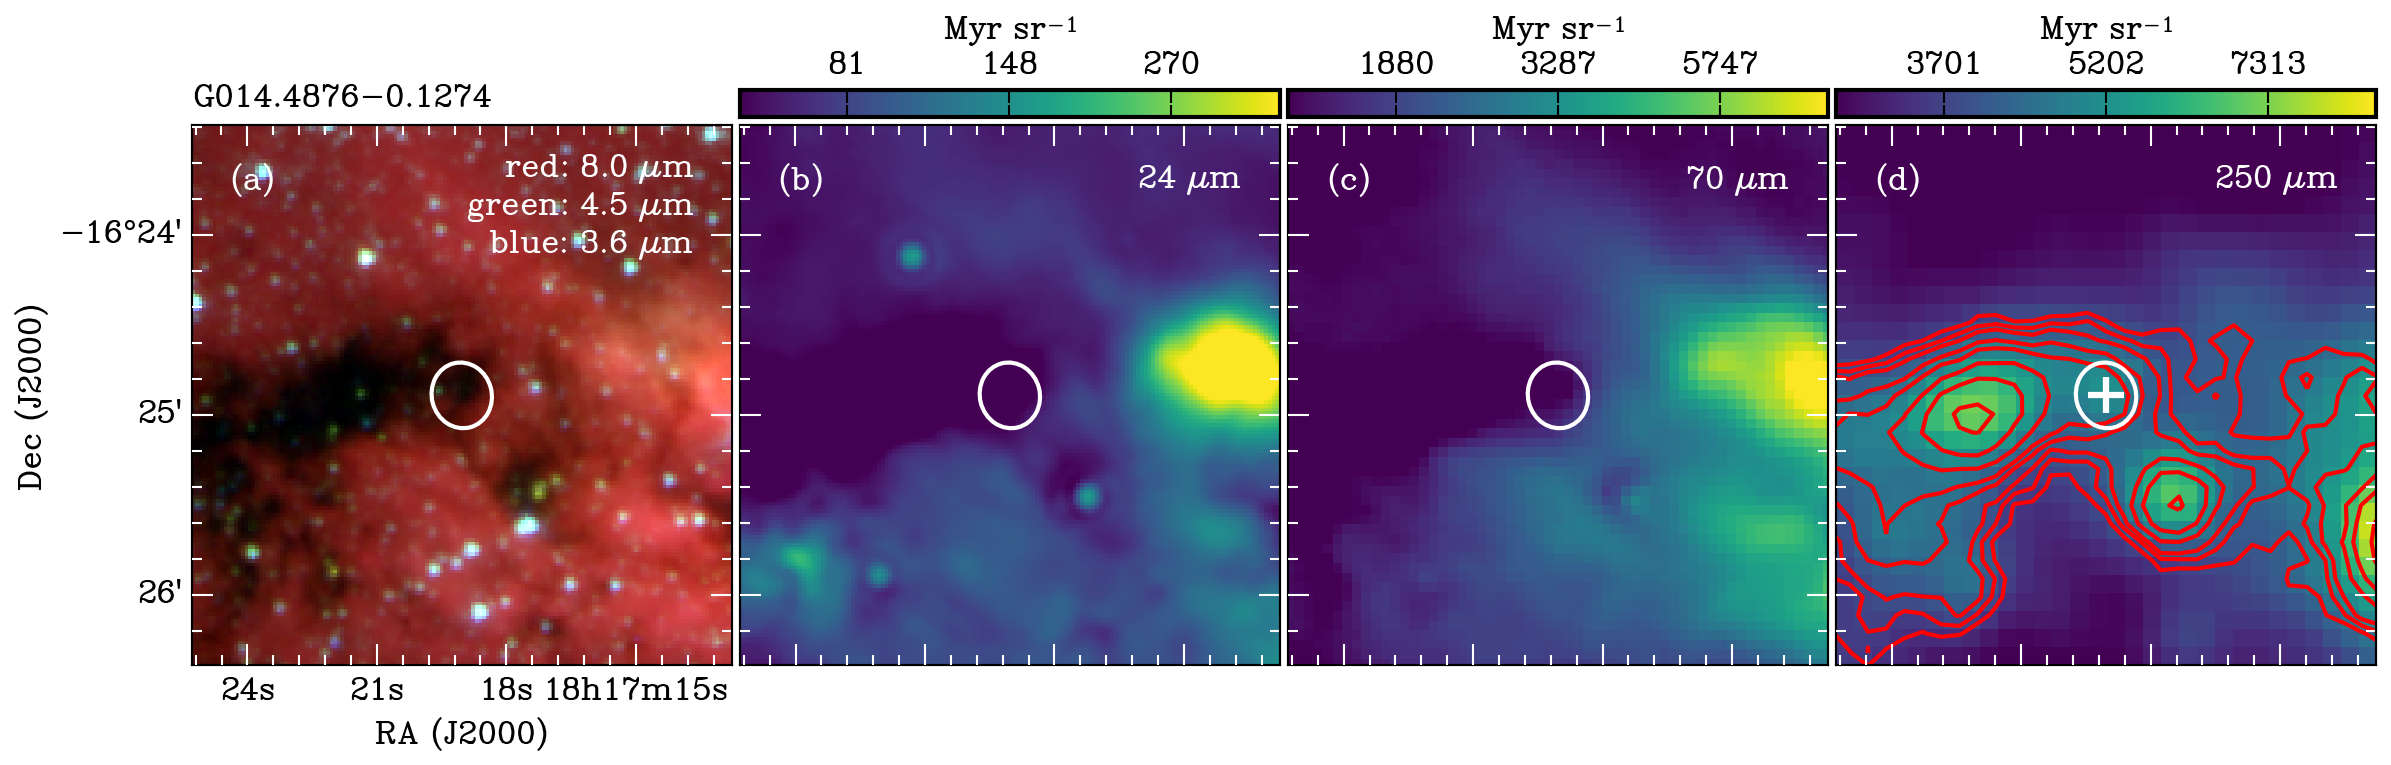 G014.4876−0.1274
Myr sr⁻¹
81 148 270
Myr sr⁻¹
1880 3287 5747
Myr sr⁻¹
3701 5202 7313
(a)
red: 8.0 μm
green: 4.5 μm
blue: 3.6 μm
(b)
24 μm
(c)
70 μm
(d)
250 μm
−16°24'
25'
26'
Dec (J2000)
24s 21s 18s 18h17m15s
RA (J2000)